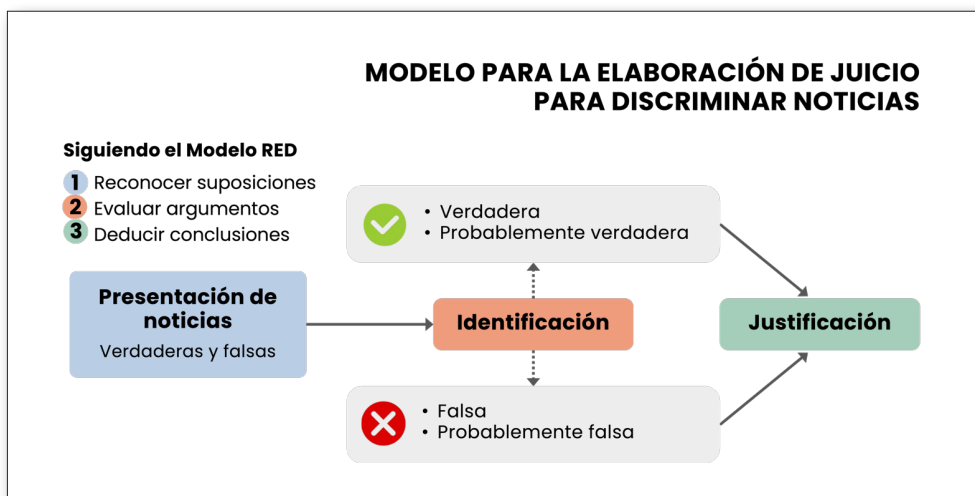 MODELO PARA LA ELABORACIÓN DE JUICIO
PARA DISCRIMINAR NOTICIAS
Siguiendo el Modelo RED
1 Reconocer suposiciones
2 Evaluar argumentos
3 Deducir conclusiones
• Verdadera
• Probablemente verdadera
Presentación de
noticias
Verdaderas y falsas
Identificación
Justificación
• Falsa
• Probablemente falsa